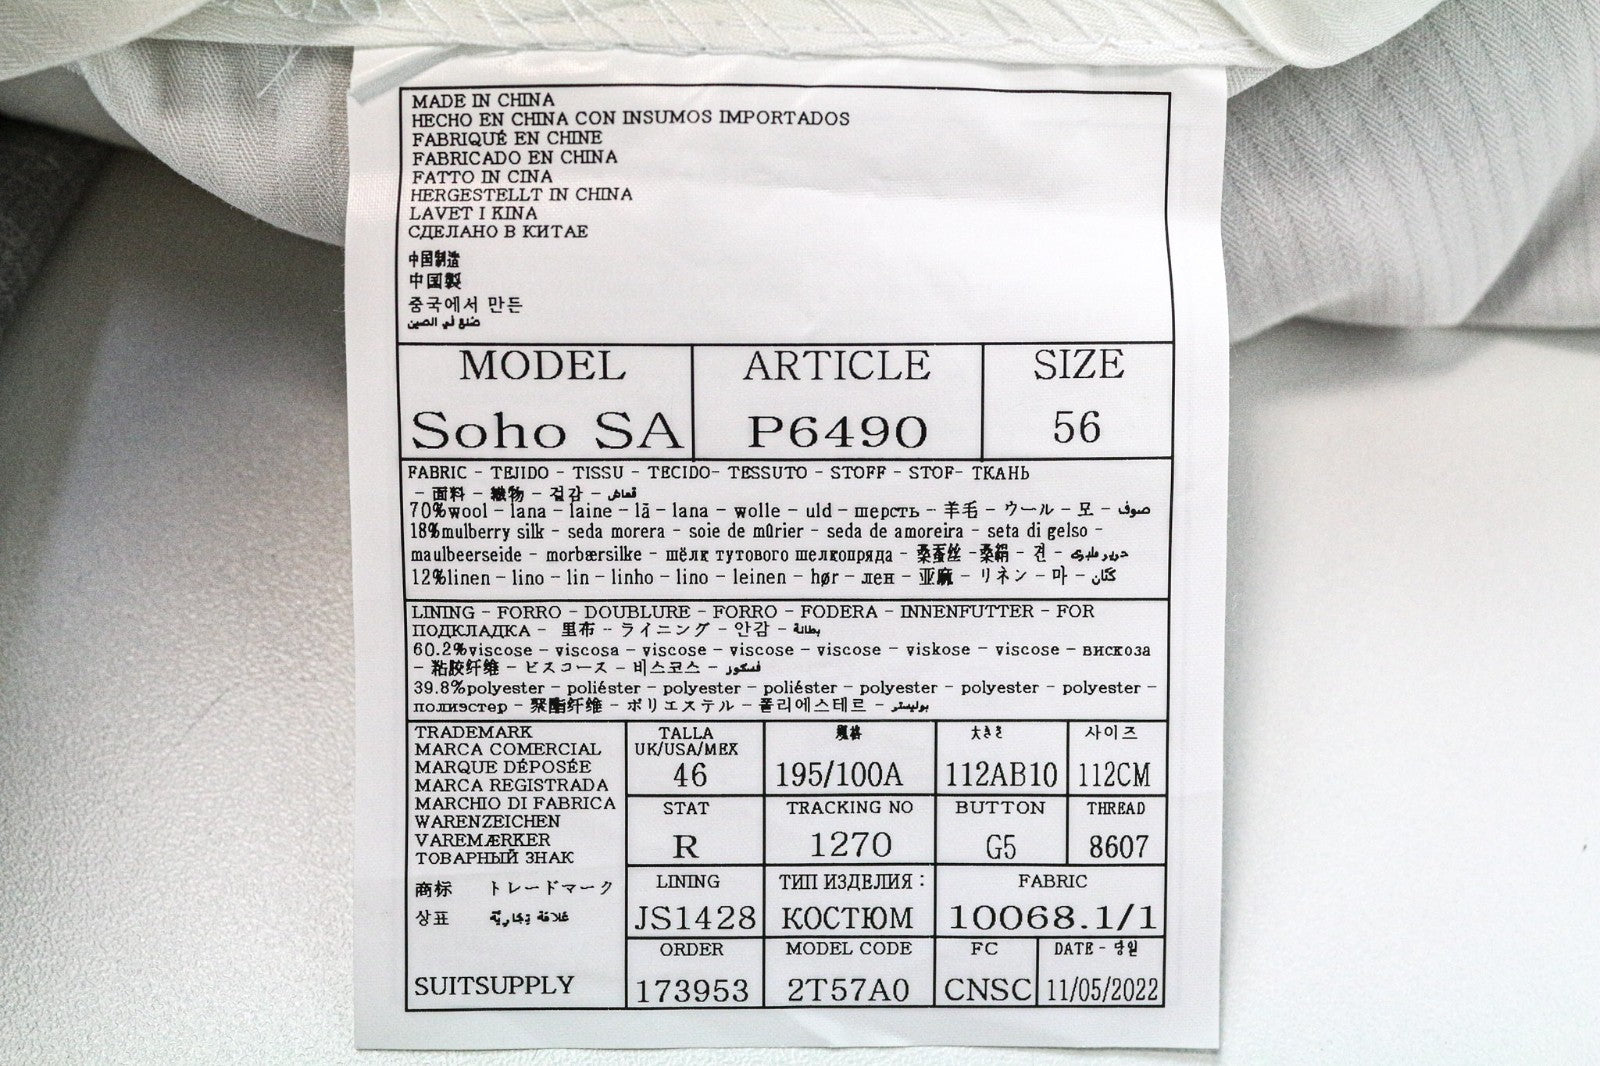 MADE IN CHINA
HECHO EN CHINA CON INSUMOS IMPORTADOS
FABRIQUÉ EN CHINE
FABRICADO EN CHINA
FATTO IN CINA
HERGESTELLT IN CHINA
LAVET I KINA
СДЕЛАНО В КИТАЕ
中国制造
中国製
중국에서 만든
صنع في الصين
MODEL ARTICLE SIZE
Soho SA P6490 56
FABRIC - TEJIDO - TISSU - TECIDO- TESSUTO - STOFF - STOF- ТКАНЬ
- 面料 - 織物 - 겉감 - قماش
70%wool - lana - laine - lã - lana - wolle - uld - шерсть - 羊毛 - ウール - 모 - صوف
18%mulberry silk - seda morera - soie de mûrier - seda de amoreira - seta di gelso -
maulbeerseide - morbærsilke - шёлк тутового шелкопряда - 桑蚕丝 -桑絹 - 견 -
12%linen - lino - lin - linho - lino - leinen - hør - лен - 亚麻 - リネン - 마 - كتان
LINING - FORRO - DOUBLURE - FORRO - FODERA - INNENFUTTER - FOR
ПОДКЛАДКА - 里布 - ライニング - 안감 - بطانة
60.2%viscose - viscosa - viscose - viscose - viscose - viskose - viscose - вискоза
- 粘胶纤维 - ビスコース - 비스코스 - فسكوز
39.8%polyester - poliéster - polyester - poliéster - polyester - polyester - polyester -
полиэстер - 聚酯纤维 - ポリエステル - 폴리에스테르 - بوليستر
TRADEMARK
MARCA COMERCIAL
MARQUE DÉPOSÉE
MARCA REGISTRADA
MARCHIO DI FABRICA
WARENZEICHEN
VAREMÆRKER
ТОВАРНЫЙ ЗНАК
商标 トレードマーク
상표 علامة تجارية
SUITSUPPLY
TALLA 規格 大きさ 사이즈
UK/USA/MEX
46 195/100A 112AB10 112CM
STAT TRACKING NO BUTTON THREAD
R 1270 G5 8607
LINING ТИП ИЗДЕЛИЯ : FABRIC
JS1428 КОСТЮМ 10068.1/1
ORDER MODEL CODE FC DATE -
173953 2T57A0 CNSC 11/05/2022